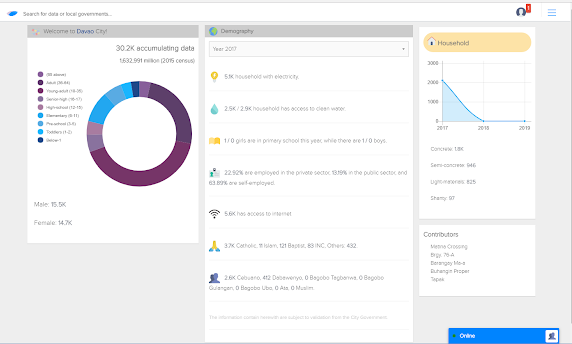 Search for data or local governments...
Welcome to Davao City!
30.2K accumulating data
1,632,991 million (2015 census)
(65 above)
Adult (36-64)
Young-adult (19-35)
Senior-high (16-17)
High-school (12-15)
Elementary (6-11)
Pre-school (3-5)
Toddlers (1-2)
Below-1
Male: 15.5K
Female: 14.7K
Demography
Year 2017
5.1K household with electricity.
2.5K / 2.9K household has access to clean water.
1 / 0 girls are in primary school this year, while there are 1 / 0 boys.
22.92% are employed in the private sector, 13.19% in the public sector, and
63.89% are self-employed.
5.6K has access to internet
3.7K Catholic, 11 Islam, 121 Baptist, 83 INC, Others: 432.
2.6K Cebuano, 412 Dabawenyo, 0 Bagobo Tagbanwa, 0 Bagobo
Guiangan, 0 Bagobo Ubo, 0 Ata, 0 Muslim.
The information contain herewith are subject to validation from the City Government.
Household
3000
2000
1000
0
2017 2018 2019
Concrete: 1.8K
Semi-concrete: 946
Light-materials: 825
Shanty: 97
Contributors
Matina Crossing
Brgy. 76-A
Barangay Ma-a
Buhangin Proper
Online